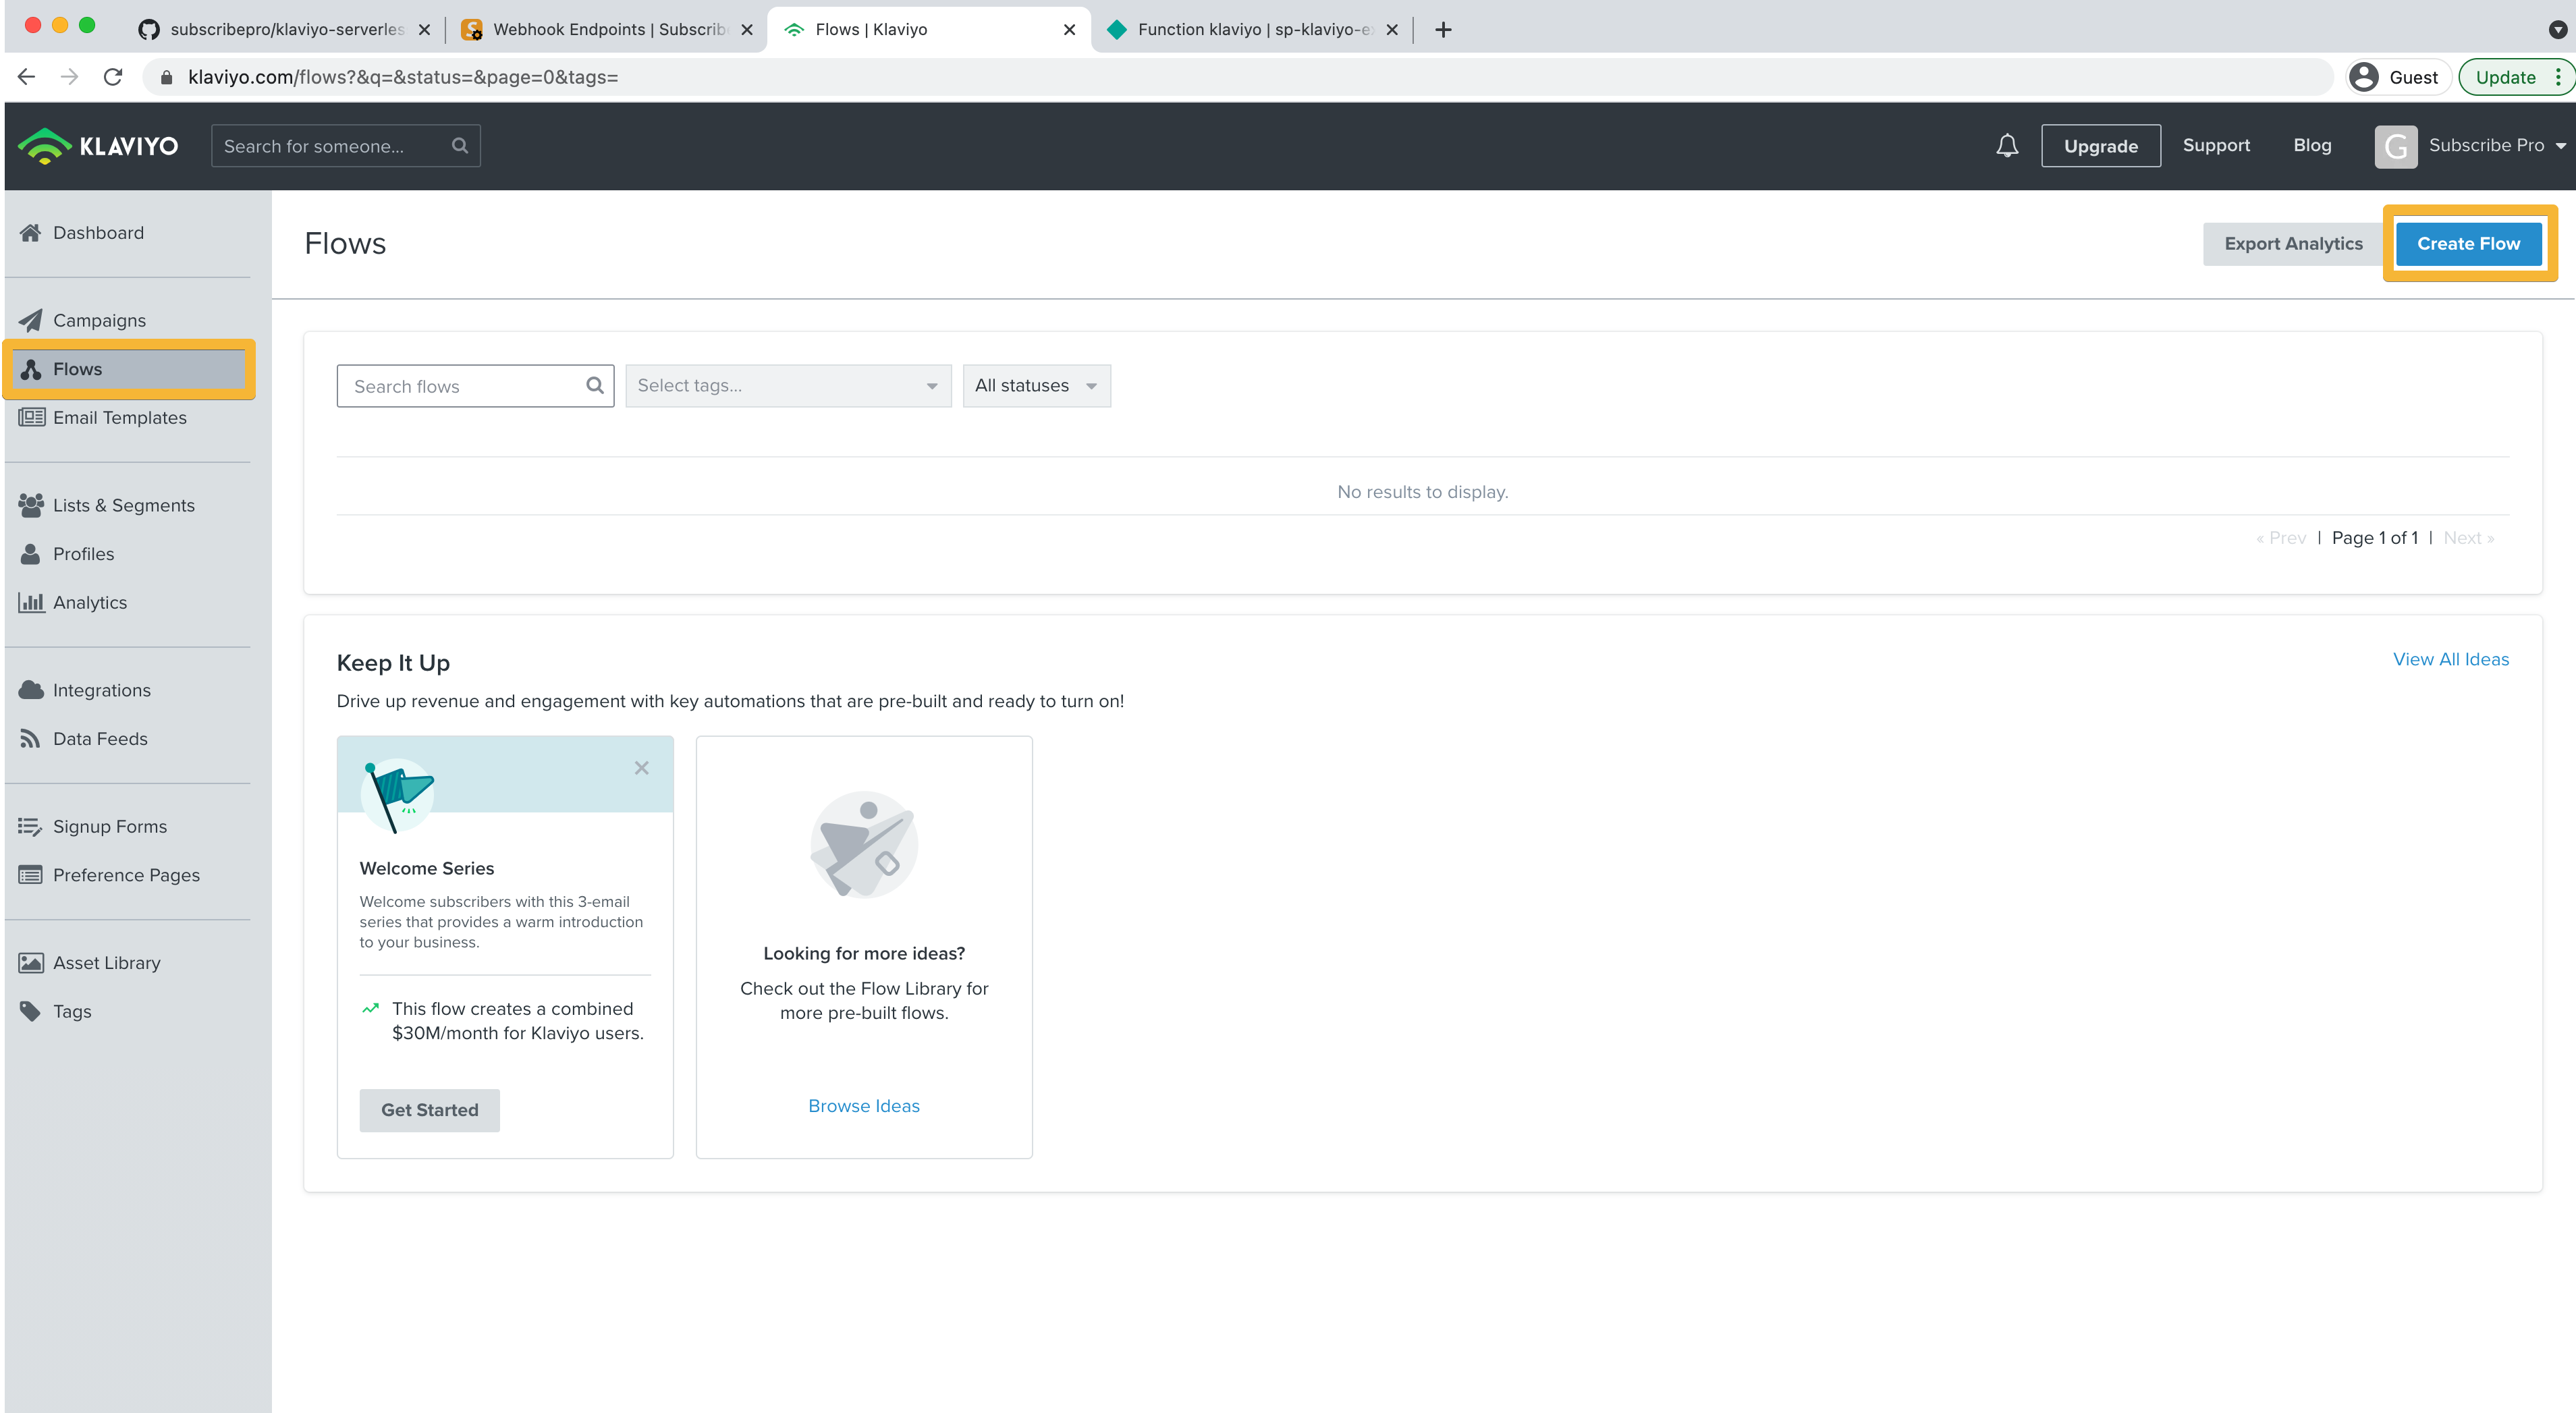 subscribepro/klaviyo-serverles
Webhook Endpoints | Subscrib
Flows | Klaviyo
Function klaviyo | sp-klaviyo-e
klaviyo.com/flows?&q=&status=&page=0&tags=
Guest
Update
KLAVIYO
Search for someone...
Upgrade
Support
Blog
G
Subscribe Pro
Dashboard
Campaigns
Flows
Email Templates
Lists & Segments
Profiles
Analytics
Integrations
Data Feeds
Signup Forms
Preference Pages
Asset Library
Tags
Flows
Export Analytics
Create Flow
Search flows
Select tags...
All statuses
No results to display.
« Prev | Page 1 of 1 | Next »
Keep It Up
View All Ideas
Drive up revenue and engagement with key automations that are pre-built and ready to turn on!
Welcome Series
Welcome subscribers with this 3-email
series that provides a warm introduction
to your business.
This flow creates a combined
$30M/month for Klaviyo users.
Get Started
Looking for more ideas?
Check out the Flow Library for
more pre-built flows.
Browse Ideas